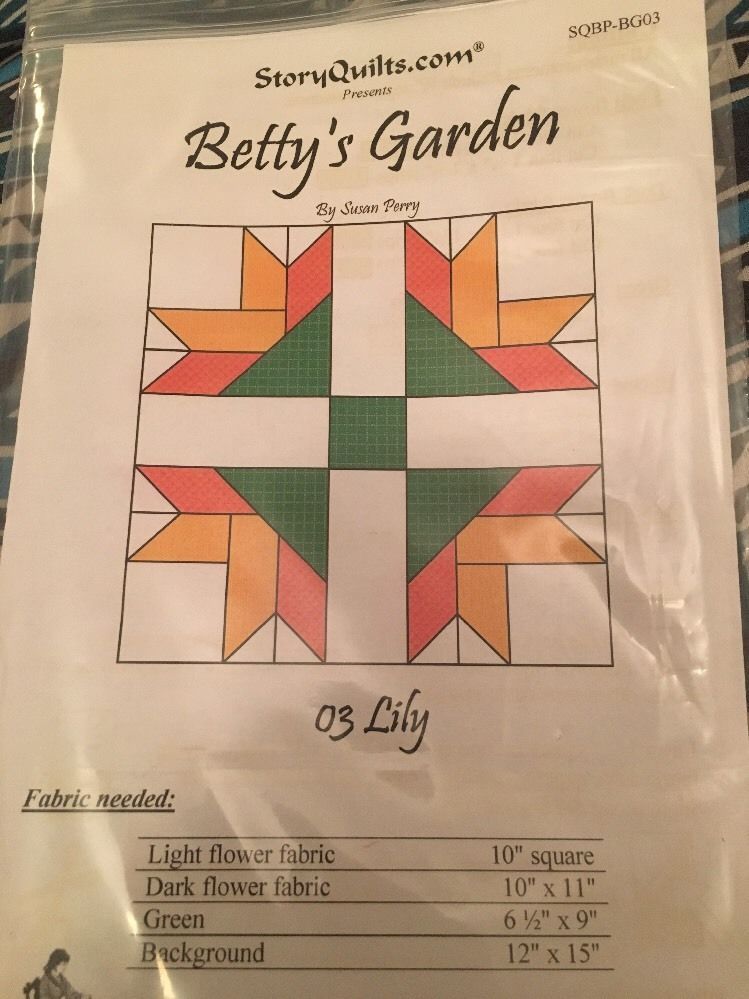 SQBP-BG03
StoryQuilts.com®
Presents
Betty's Garden
By Susan Perry
03 Lily
Fabric needed:
Light flower fabric 10" square
Dark flower fabric 10" x 11"
Green 6 ½" x 9"
Background 12" x 15"